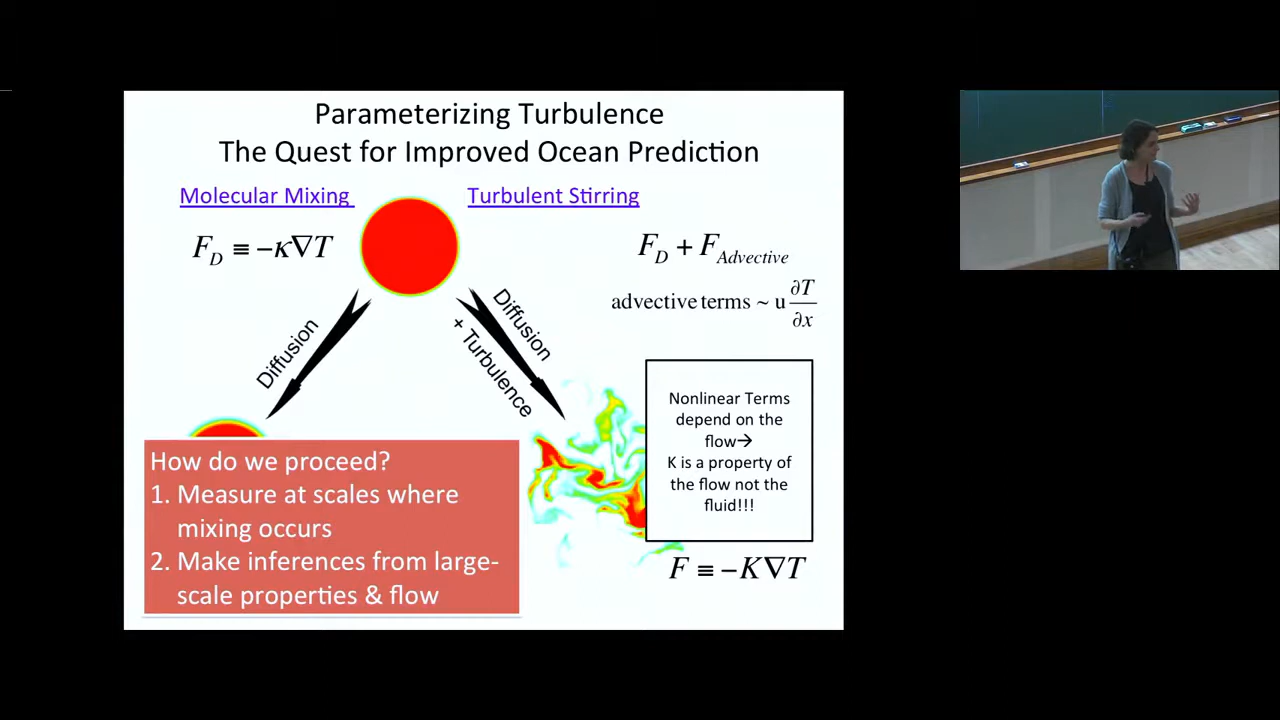 Parameterizing Turbulence
The Quest for Improved Ocean Prediction
Molecular Mixing
Turbulent Stirring
F_D ≡ −κ∇T
F_D + F_Advective
advective terms ~ u ∂T/∂x
Diffusion
Diffusion
+ Turbulence
Nonlinear Terms
depend on the
flow→
K is a property of
the flow not the
fluid!!!
How do we proceed?
1. Measure at scales where
mixing occurs
2. Make inferences from large-
scale properties & flow
F ≡ −K∇T